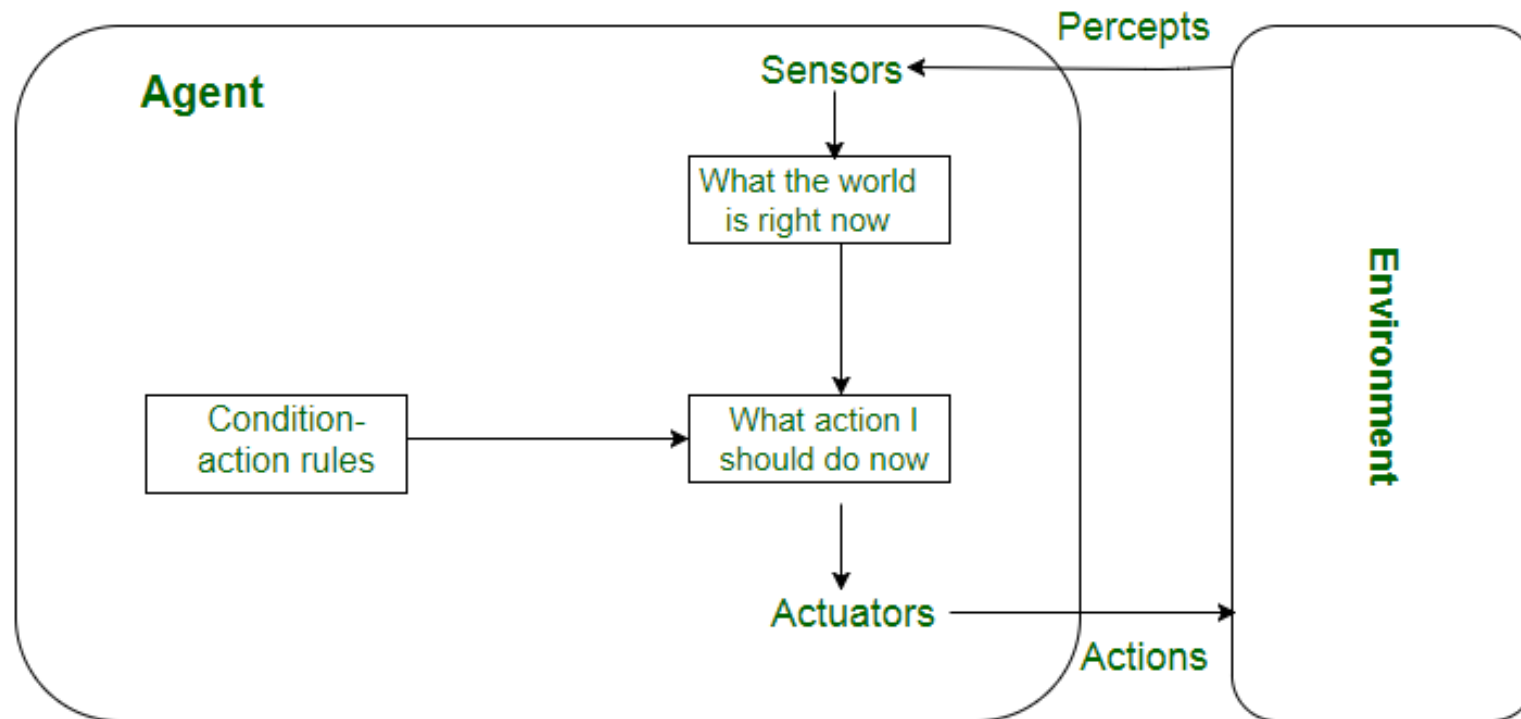 Percepts
Sensors
Agent
What the world
is right now
Environment
Condition-
action rules
What action I
should do now
Actuators
Actions